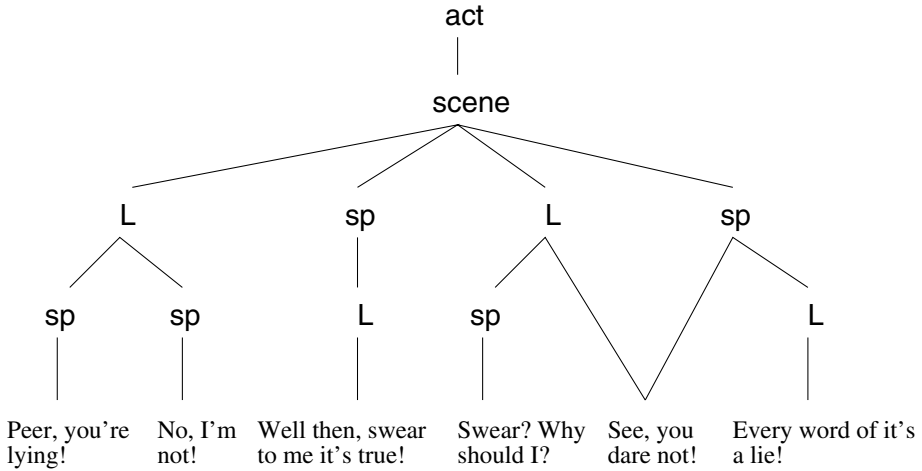 act
scene
L sp L sp
sp sp L sp L
Peer, you're No, I'm Well then, swear Swear? Why See, you Every word of it's
lying! not! to me it's true! should I? dare not! a lie!